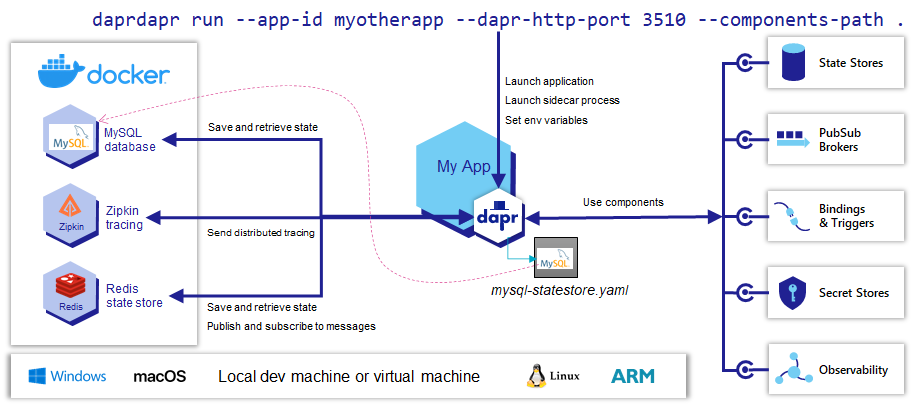 daprdapr run --app-id myotherapp --dapr-http-port 3510 --components-path .
docker
MySQL
MySQL
database
Zipkin
Zipkin
tracing
Redis
Redis
state store
Save and retrieve state
Send distributed tracing
Save and retrieve state
Publish and subscribe to messages
Launch application
Launch sidecar process
Set env variables
My App
dapr
MySQL
mysql-statestore.yaml
Use components
State Stores
PubSub
Brokers
Bindings
& Triggers
Secret Stores
Observability
Windows
macOS
Local dev machine or virtual machine
Linux
ARM